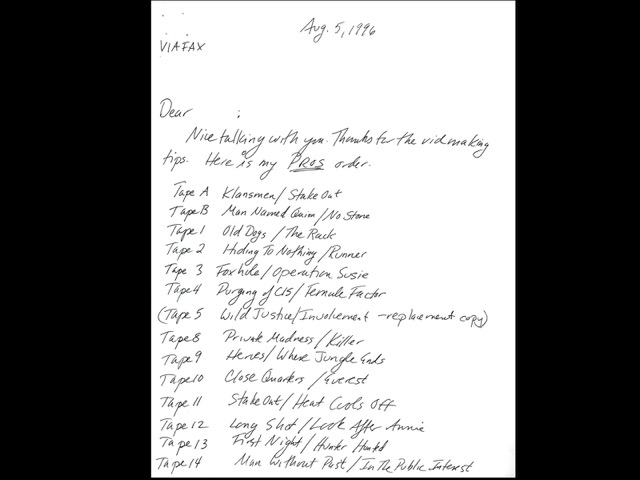 Aug. 5, 1996
VIA FAX
Dear          :
Nice talking with you. Thanks for the vid making
tips. Here is my PROS order.
Tape A Klansmen / Stake Out
Tape B Man Named Quinn / No Stone
Tape 1 Old Dogs / The Rack
Tape 2 Hiding To Nothing / Runner
Tape 3 Foxhole / Operation Susie
Tape 4 Purging of CI5 / Female Factor
(Tape 5 Wild Justice / Involvement - replacement copy)
Tape 8 Private Madness / Killer
Tape 9 Heroes / Where Jungle Ends
Tape 10 Close Quarters / Everest
Tape 11 Stake Out / Heat Cools Off
Tape 12 Long Shot / Look After Annie
Tape 13 First Night / Hunter Hunted
Tape 14 Man Without Past / In The Public Interest